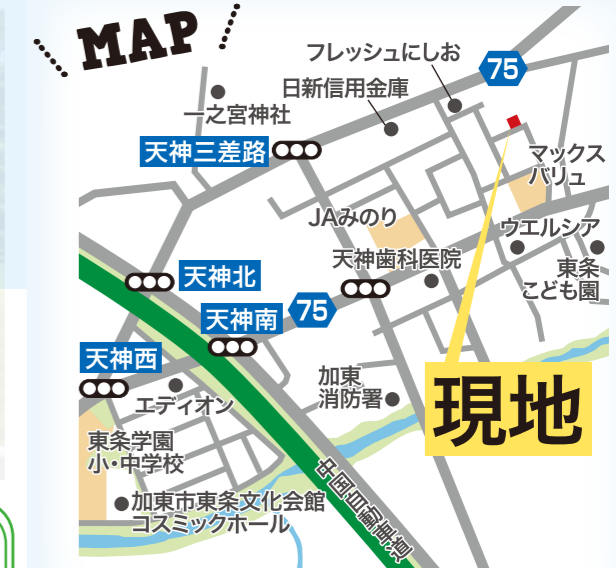 MAP
フレッシュにしお
75
日新信用金庫
一之宮神社
天神三差路
マックス
バリュ
JAみのり
ウエルシア
天神歯科医院
東条
こども園
天神北
75
天神南
天神西
加東
消防署
現地
エディオン
東条学園
小・中学校
中国自動車道
加東市東条文化会館
コスミックホール